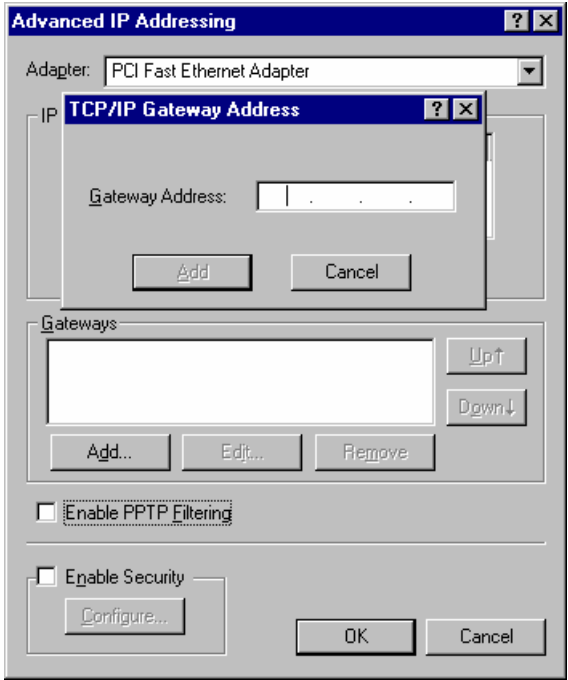 Advanced IP Addressing
Adapter: PCI Fast Ethernet Adapter
IP
TCP/IP Gateway Address
Gateway Address: . . .
Add Cancel
Gateways
Up↑
Down↓
Add... Edit... Remove
Enable PPTP Filtering
Enable Security
Configure...
OK Cancel